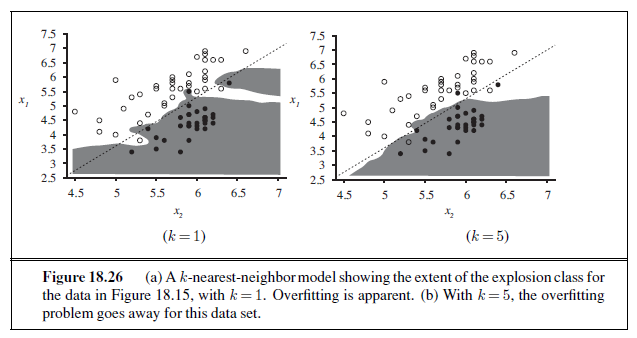 7.5
7
6.5
6
5.5
5
4.5
4
3.5
3
2.5
x1
4.5 5 5.5 6 6.5 7
x2
(k = 1)
7.5
7
6.5
6
5.5
5
4.5
4
3.5
3
2.5
x1
4.5 5 5.5 6 6.5 7
x2
(k = 5)
Figure 18.26 (a) A k-nearest-neighbor model showing the extent of the explosion class for
the data in Figure 18.15, with k = 1. Overfitting is apparent. (b) With k = 5, the overfitting
problem goes away for this data set.